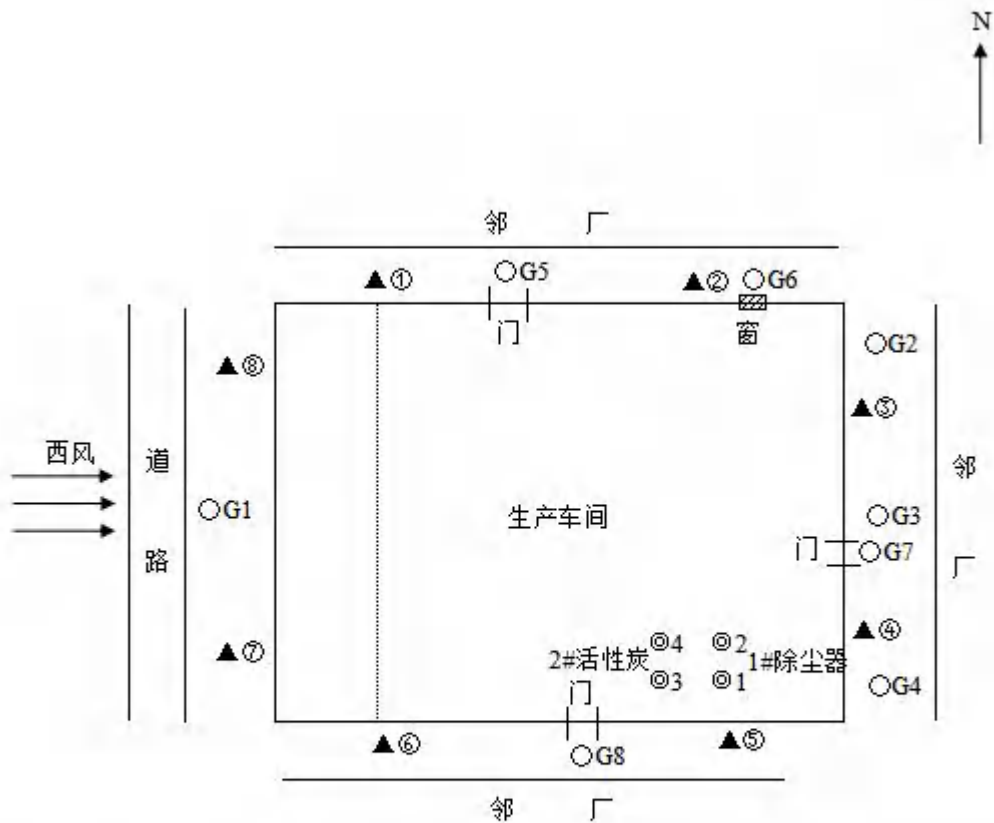 N
邻 厂
▲① ○G5 ▲② ○G6
门 窗
○G2
▲⑧
▲③
西风 道 邻
○G1 生产车间 ○G3
门 ○G7
路 厂
▲④
◎4 ◎2
▲⑦ 2#活性炭 1#除尘器
◎3 ◎1 ○G4
门
▲⑥ ▲⑤
○G8
邻 厂